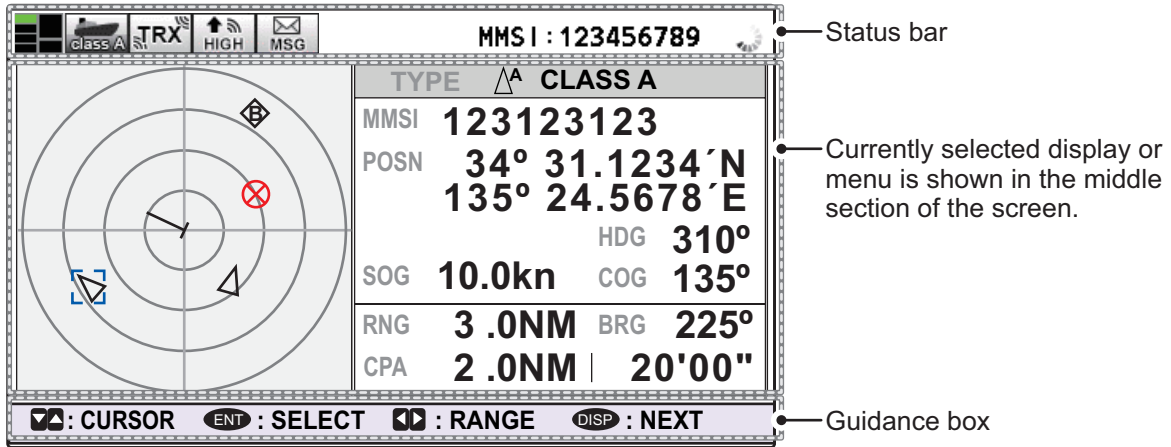 class A TRX HIGH MSG MMSI:123456789
Status bar
TYPE A CLASS A
B
MMSI 123123123
POSN 34º 31.1234´N
135º 24.5678´E
HDG 310º
SOG 10.0kn COG 135º
RNG 3 .0NM BRG 225º
CPA 2 .0NM 20'00"
Currently selected display or
menu is shown in the middle
section of the screen.
: CURSOR ENT : SELECT : RANGE DISP : NEXT
Guidance box